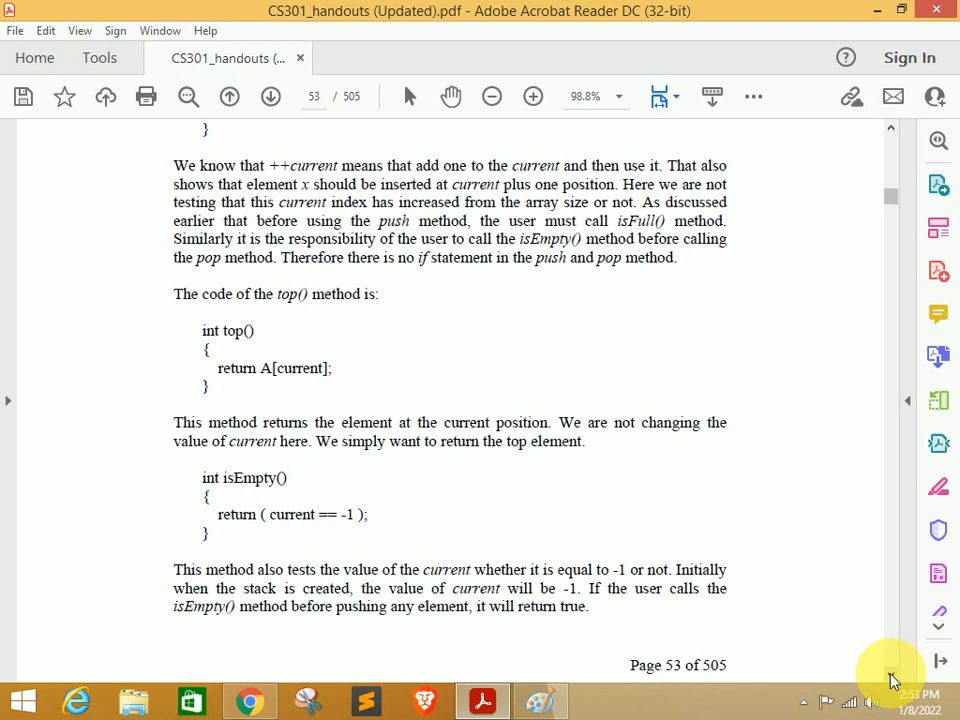 CS301_handouts (Updated).pdf - Adobe Acrobat Reader DC (32-bit)
File Edit View Sign Window Help
Home Tools CS301_handouts (... × Sign In
53 / 505 98.8%
}
We know that ++current means that add one to the current and then use it. That also
shows that element x should be inserted at current plus one position. Here we are not
testing that this current index has increased from the array size or not. As discussed
earlier that before using the push method, the user must call isFull() method.
Similarly it is the responsibility of the user to call the isEmpty() method before calling
the pop method. Therefore there is no if statement in the push and pop method.
The code of the top() method is:
int top()
{
return A[current];
}
This method returns the element at the current position. We are not changing the
value of current here. We simply want to return the top element.
int isEmpty()
{
return ( current == -1 );
}
This method also tests the value of the current whether it is equal to -1 or not. Initially
when the stack is created, the value of current will be -1. If the user calls the
isEmpty() method before pushing any element, it will return true.
Page 53 of 505
2:53 PM
1/8/2022